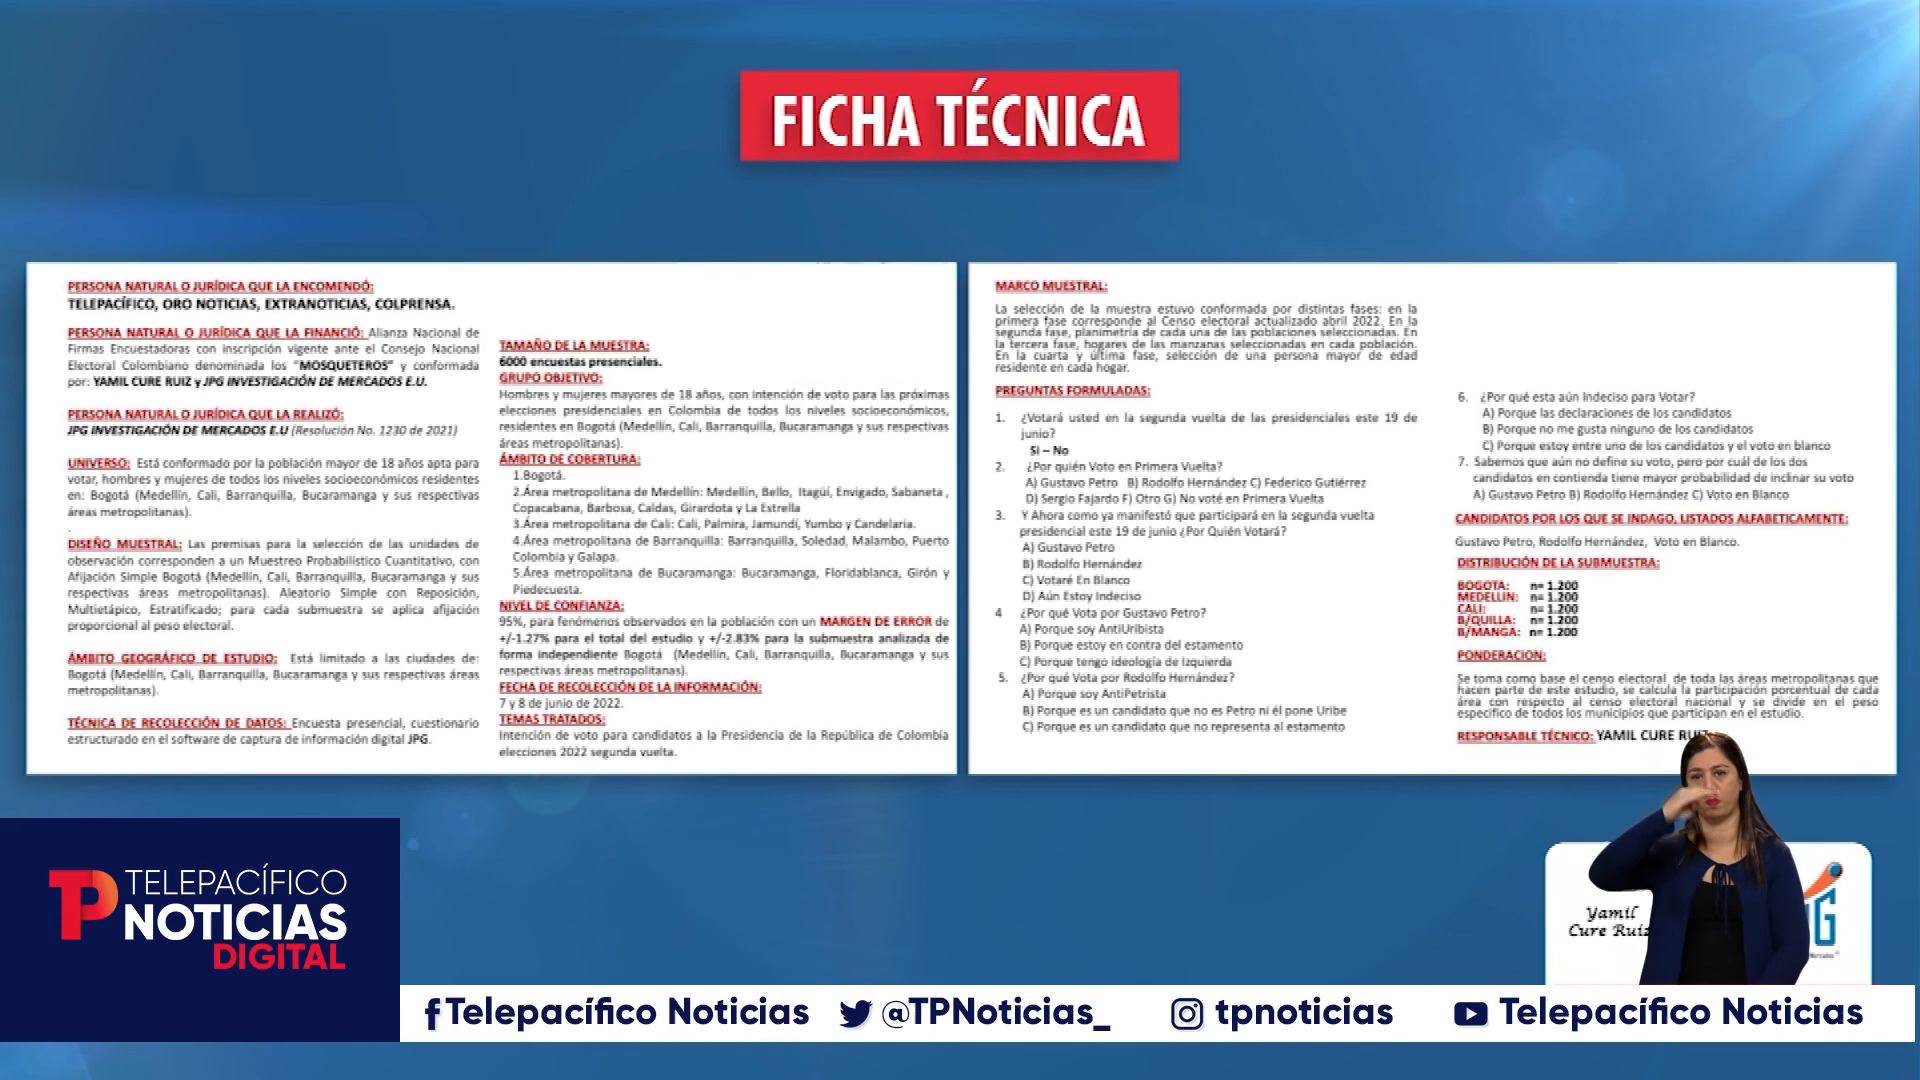 FICHA TÉCNICA
PERSONA NATURAL O JURÍDICA QUE LA ENCOMENDÓ:
TELEPACÍFICO, ORO NOTICIAS, EXTRANOTICIAS, COLPRENSA.
PERSONA NATURAL O JURÍDICA QUE LA FINANCIÓ: Alianza Nacional de
Firmas Encuestadoras con inscripción vigente ante el Consejo Nacional
Electoral Colombiano denominada los "MOSQUETEROS" y conformada
por: YAMIL CURE RUIZ y JPG INVESTIGACIÓN DE MERCADOS E.U.
PERSONA NATURAL O JURÍDICA QUE LA REALIZÓ:
JPG INVESTIGACIÓN DE MERCADOS E.U (Resolución No. 1230 de 2021)
UNIVERSO: Está conformado por la población mayor de 18 años apta para
votar, hombres y mujeres de todos los niveles socioeconómicos residentes
en: Bogotá (Medellín, Cali, Barranquilla, Bucaramanga y sus respectivas
áreas metropolitanas).
.
DISEÑO MUESTRAL: Las premisas para la selección de las unidades de
observación corresponden a un Muestreo Probabilístico Cuantitativo, con
Afijación Simple Bogotá (Medellín, Cali, Barranquilla, Bucaramanga y sus
respectivas áreas metropolitanas). Aleatorio Simple con Reposición,
Multietápico, Estratificado; para cada submuestra se aplica afijación
proporcional al peso electoral.
ÁMBITO GEOGRÁFICO DE ESTUDIO: Está limitado a las ciudades de:
Bogotá (Medellín, Cali, Barranquilla, Bucaramanga y sus respectivas áreas
metropolitanas).
TÉCNICA DE RECOLECCIÓN DE DATOS: Encuesta presencial, cuestionario
estructurado en el software de captura de información digital JPG.
TAMAÑO DE LA MUESTRA:
6000 encuestas presenciales.
GRUPO OBJETIVO:
Hombres y mujeres mayores de 18 años, con intención de voto para las próximas
elecciones presidenciales en Colombia de todos los niveles socioeconómicos,
residentes en Bogotá (Medellín, Cali, Barranquilla, Bucaramanga y sus respectivas
áreas metropolitanas).
ÁMBITO DE COBERTURA:
1.Bogotá.
2.Área metropolitana de Medellín: Medellín, Bello, Itagüí, Envigado, Sabaneta ,
Copacabana, Barbosa, Caldas, Girardota y La Estrella
3.Área metropolitana de Cali: Cali, Palmira, Jamundí, Yumbo y Candelaria.
4.Área metropolitana de Barranquilla: Barranquilla, Soledad, Malambo, Puerto
Colombia y Galapa.
5.Área metropolitana de Bucaramanga: Bucaramanga, Floridablanca, Girón y
Piedecuesta.
NIVEL DE CONFIANZA:
95%, para fenómenos observados en la población con un MARGEN DE ERROR de
+/-1.27% para el total del estudio y +/-2.83% para la submuestra analizada de
forma independiente Bogotá (Medellín, Cali, Barranquilla, Bucaramanga y sus
respectivas áreas metropolitanas).
FECHA DE RECOLECCIÓN DE LA INFORMACIÓN:
7 y 8 de junio de 2022.
TEMAS TRATADOS:
Intención de voto para candidatos a la Presidencia de la República de Colombia
elecciones 2022 segunda vuelta.
MARCO MUESTRAL:
La selección de la muestra estuvo conformada por distintas fases: en la
primera fase corresponde al Censo electoral actualizado abril 2022. En la
segunda fase, planimetría de cada una de las poblaciones seleccionadas. En
la tercera fase, hogares de las manzanas seleccionadas en cada población.
En la cuarta y última fase, selección de una persona mayor de edad
residente en cada hogar.
PREGUNTAS FORMULADAS:
1. ¿Votará usted en la segunda vuelta de las presidenciales este 19 de
junio?
Si – No
2. ¿Por quién Voto en Primera Vuelta?
A) Gustavo Petro B) Rodolfo Hernández C) Federico Gutiérrez
D) Sergio Fajardo F) Otro G) No voté en Primera Vuelta
3. Y Ahora como ya manifestó que participará en la segunda vuelta
presidencial este 19 de junio ¿Por Quién Votará?
A) Gustavo Petro
B) Rodolfo Hernández
C) Votaré En Blanco
D) Aún Estoy Indeciso
4 ¿Por qué Vota por Gustavo Petro?
A) Porque soy AntiUribista
B) Porque estoy en contra del estamento
C) Porque tengo ideología de Izquierda
5. ¿Por qué Vota por Rodolfo Hernández?
A) Porque soy AntiPetrista
B) Porque es un candidato que no es Petro ni él pone Uribe
C) Porque es un candidato que no representa al estamento
6. ¿Por qué esta aún Indeciso para Votar?
A) Porque las declaraciones de los candidatos
B) Porque no me gusta ninguno de los candidatos
C) Porque estoy entre uno de los candidatos y el voto en blanco
7. Sabemos que aún no define su voto, pero por cuál de los dos
candidatos en contienda tiene mayor probabilidad de inclinar su voto
A) Gustavo Petro B) Rodolfo Hernández C) Voto en Blanco
CANDIDATOS POR LOS QUE SE INDAGO, LISTADOS ALFABETICAMENTE:
Gustavo Petro, Rodolfo Hernández, Voto en Blanco.
DISTRIBUCIÓN DE LA SUBMUESTRA:
BOGOTA: n= 1.200
MEDELLIN: n= 1.200
CALI: n= 1.200
B/QUILLA: n= 1.200
B/MANGA: n= 1.200
PONDERACION:
Se toma como base el censo electoral de toda las áreas metropolitanas que
hacen parte de este estudio, se calcula la participación porcentual de cada
área con respecto al censo electoral nacional y se divide en el peso
especifico de todos los municipios que participan en el estudio.
RESPONSABLE TÉCNICO: YAMIL CURE RUIZ
Yamil
Cure Ruiz
G
TP TELEPACÍFICO
NOTICIAS
DIGITAL
Telepacífico Noticias @TPNoticias_ tpnoticias Telepacífico Noticias